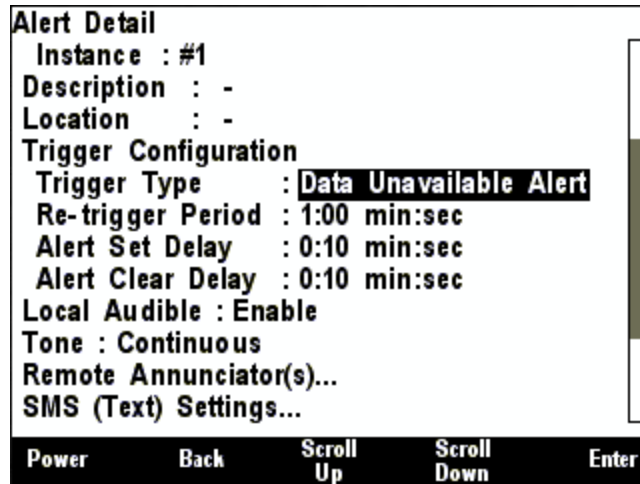 Alert Detail
Instance : #1
Description : -
Location : -
Trigger Configuration
Trigger Type : Data Unavailable Alert
Re-trigger Period : 1:00 min:sec
Alert Set Delay : 0:10 min:sec
Alert Clear Delay : 0:10 min:sec
Local Audible : Enable
Tone : Continuous
Remote Annunciator(s)...
SMS (Text) Settings...
Power Back Scroll Up Scroll Down Enter